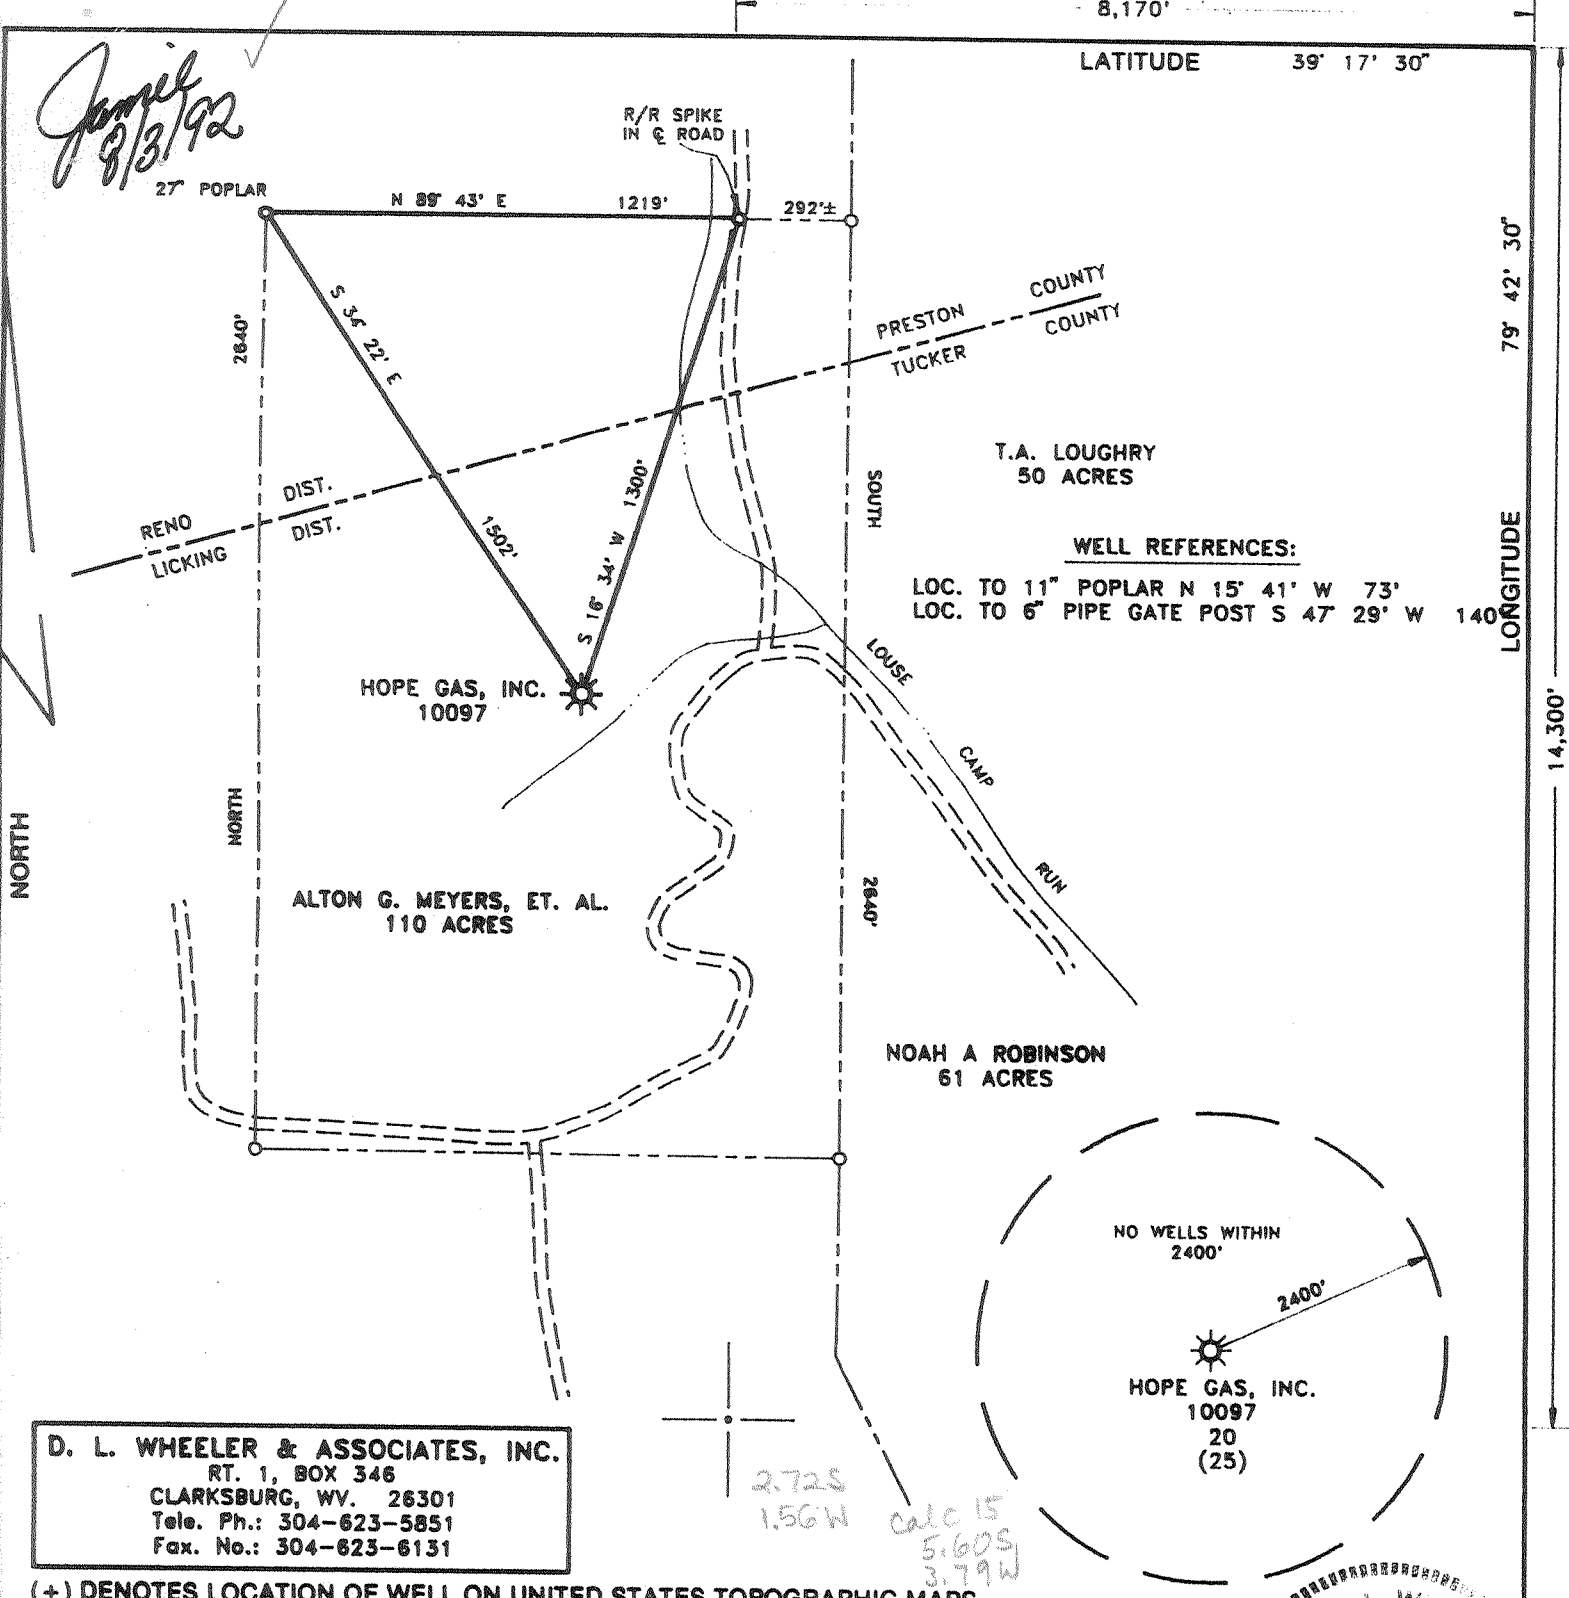 8,170'
LATITUDE 39° 17' 30"
Jamie
8/3/92
R/R SPIKE
IN ℄ ROAD
27" POPLAR
N 89° 43' E 1219'
292'±
79° 42' 30"
LONGITUDE
14,300'
2640'
S 34° 22' E
1502'
S 16° 34' W 1300'
PRESTON COUNTY
TUCKER COUNTY
RENO DIST.
LICKING DIST.
SOUTH
T.A. LOUGHRY
50 ACRES
WELL REFERENCES:
LOC. TO 11" POPLAR N 15° 41' W 73'
LOC. TO 6" PIPE GATE POST S 47° 29' W 140'
LOUSE CAMP RUN
HOPE GAS, INC.
10097
NORTH
NORTH
2640'
ALTON G. MEYERS, ET. AL.
110 ACRES
NOAH A ROBINSON
61 ACRES
NO WELLS WITHIN
2400'
2400'
HOPE GAS, INC.
10097
20
(25)
D. L. WHEELER & ASSOCIATES, INC.
RT. 1, BOX 346
CLARKSBURG, WV. 26301
Tele. Ph.: 304-623-5851
Fax. No.: 304-623-6131
2.72S
1.56W
calc 15
5.60S
3.79W
(+) DENOTES LOCATION OF WELL ON UNITED STATES TOPOGRAPHIC MAPS